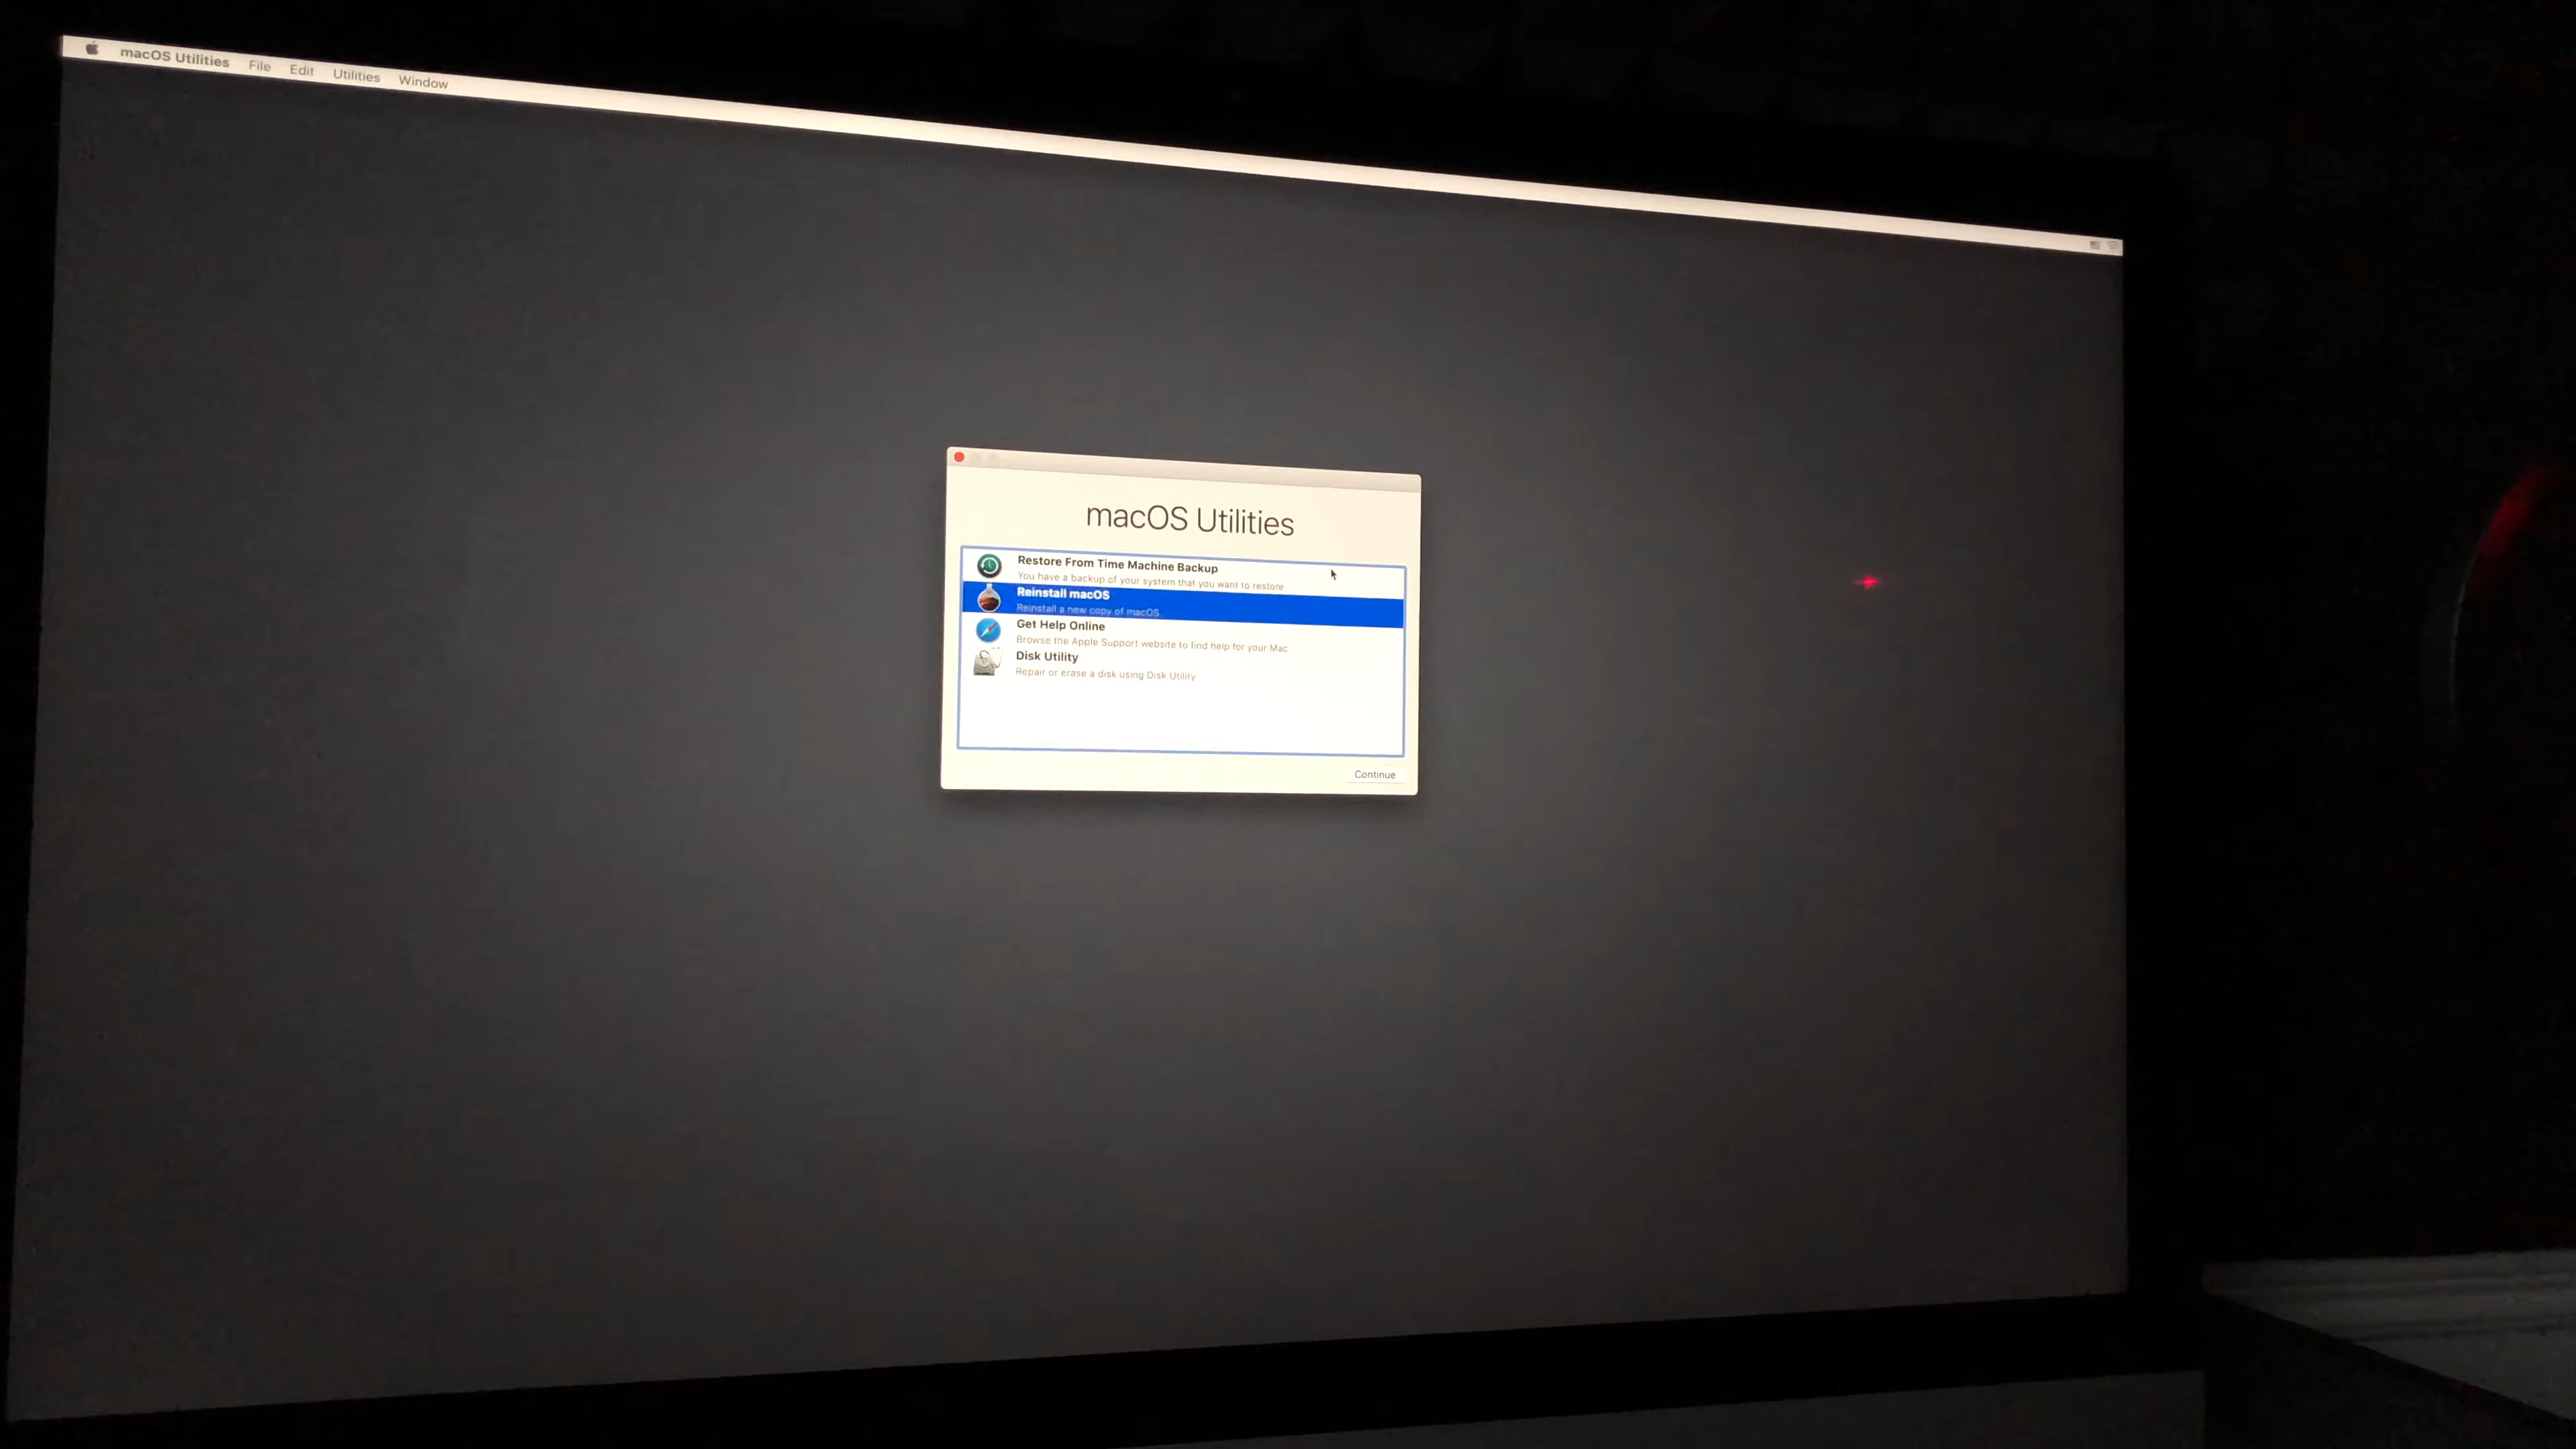 macOS Utilities File Edit Utilities Window
macOS Utilities
Restore From Time Machine Backup
You have a backup of your system that you want to restore
Reinstall macOS
Reinstall a new copy of macOS
Get Help Online
Browse the Apple Support website to find help for your Mac
Disk Utility
Repair or erase a disk using Disk Utility
Continue